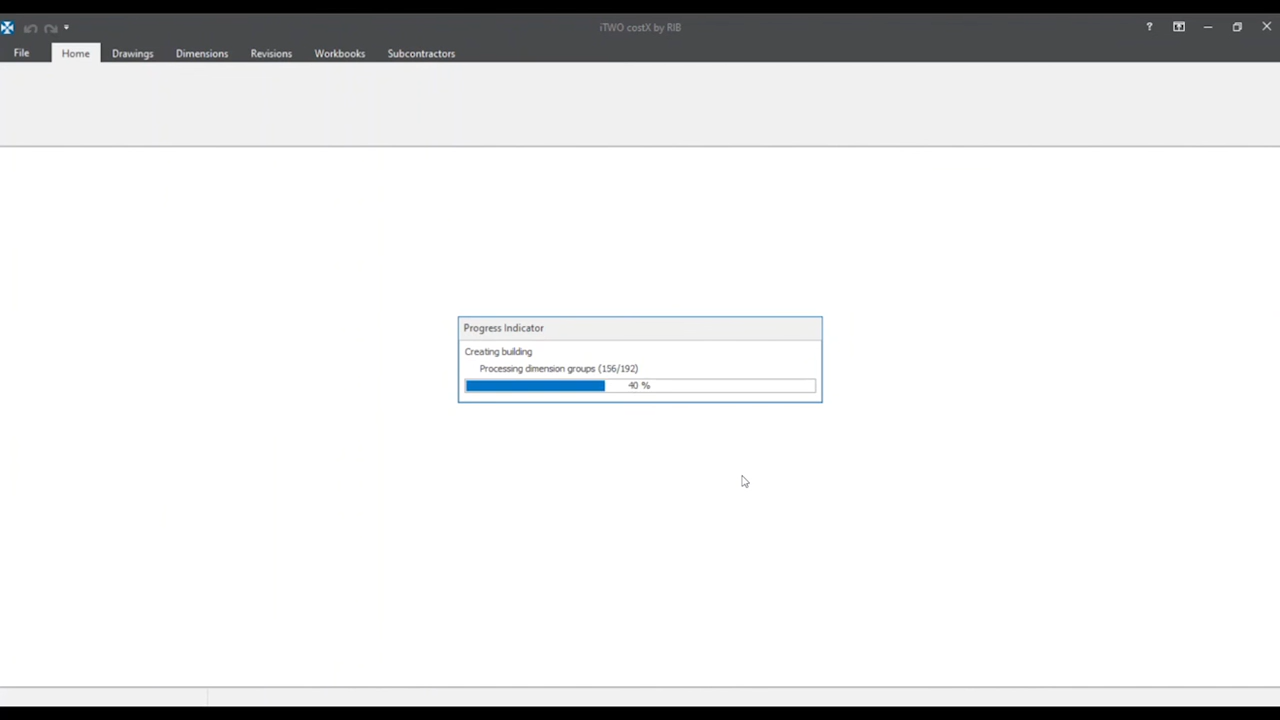 iTWO costX by RIB
?
File Home Drawings Dimensions Revisions Workbooks Subcontractors
Progress Indicator
Creating building
Processing dimension groups (156/192)
40 %